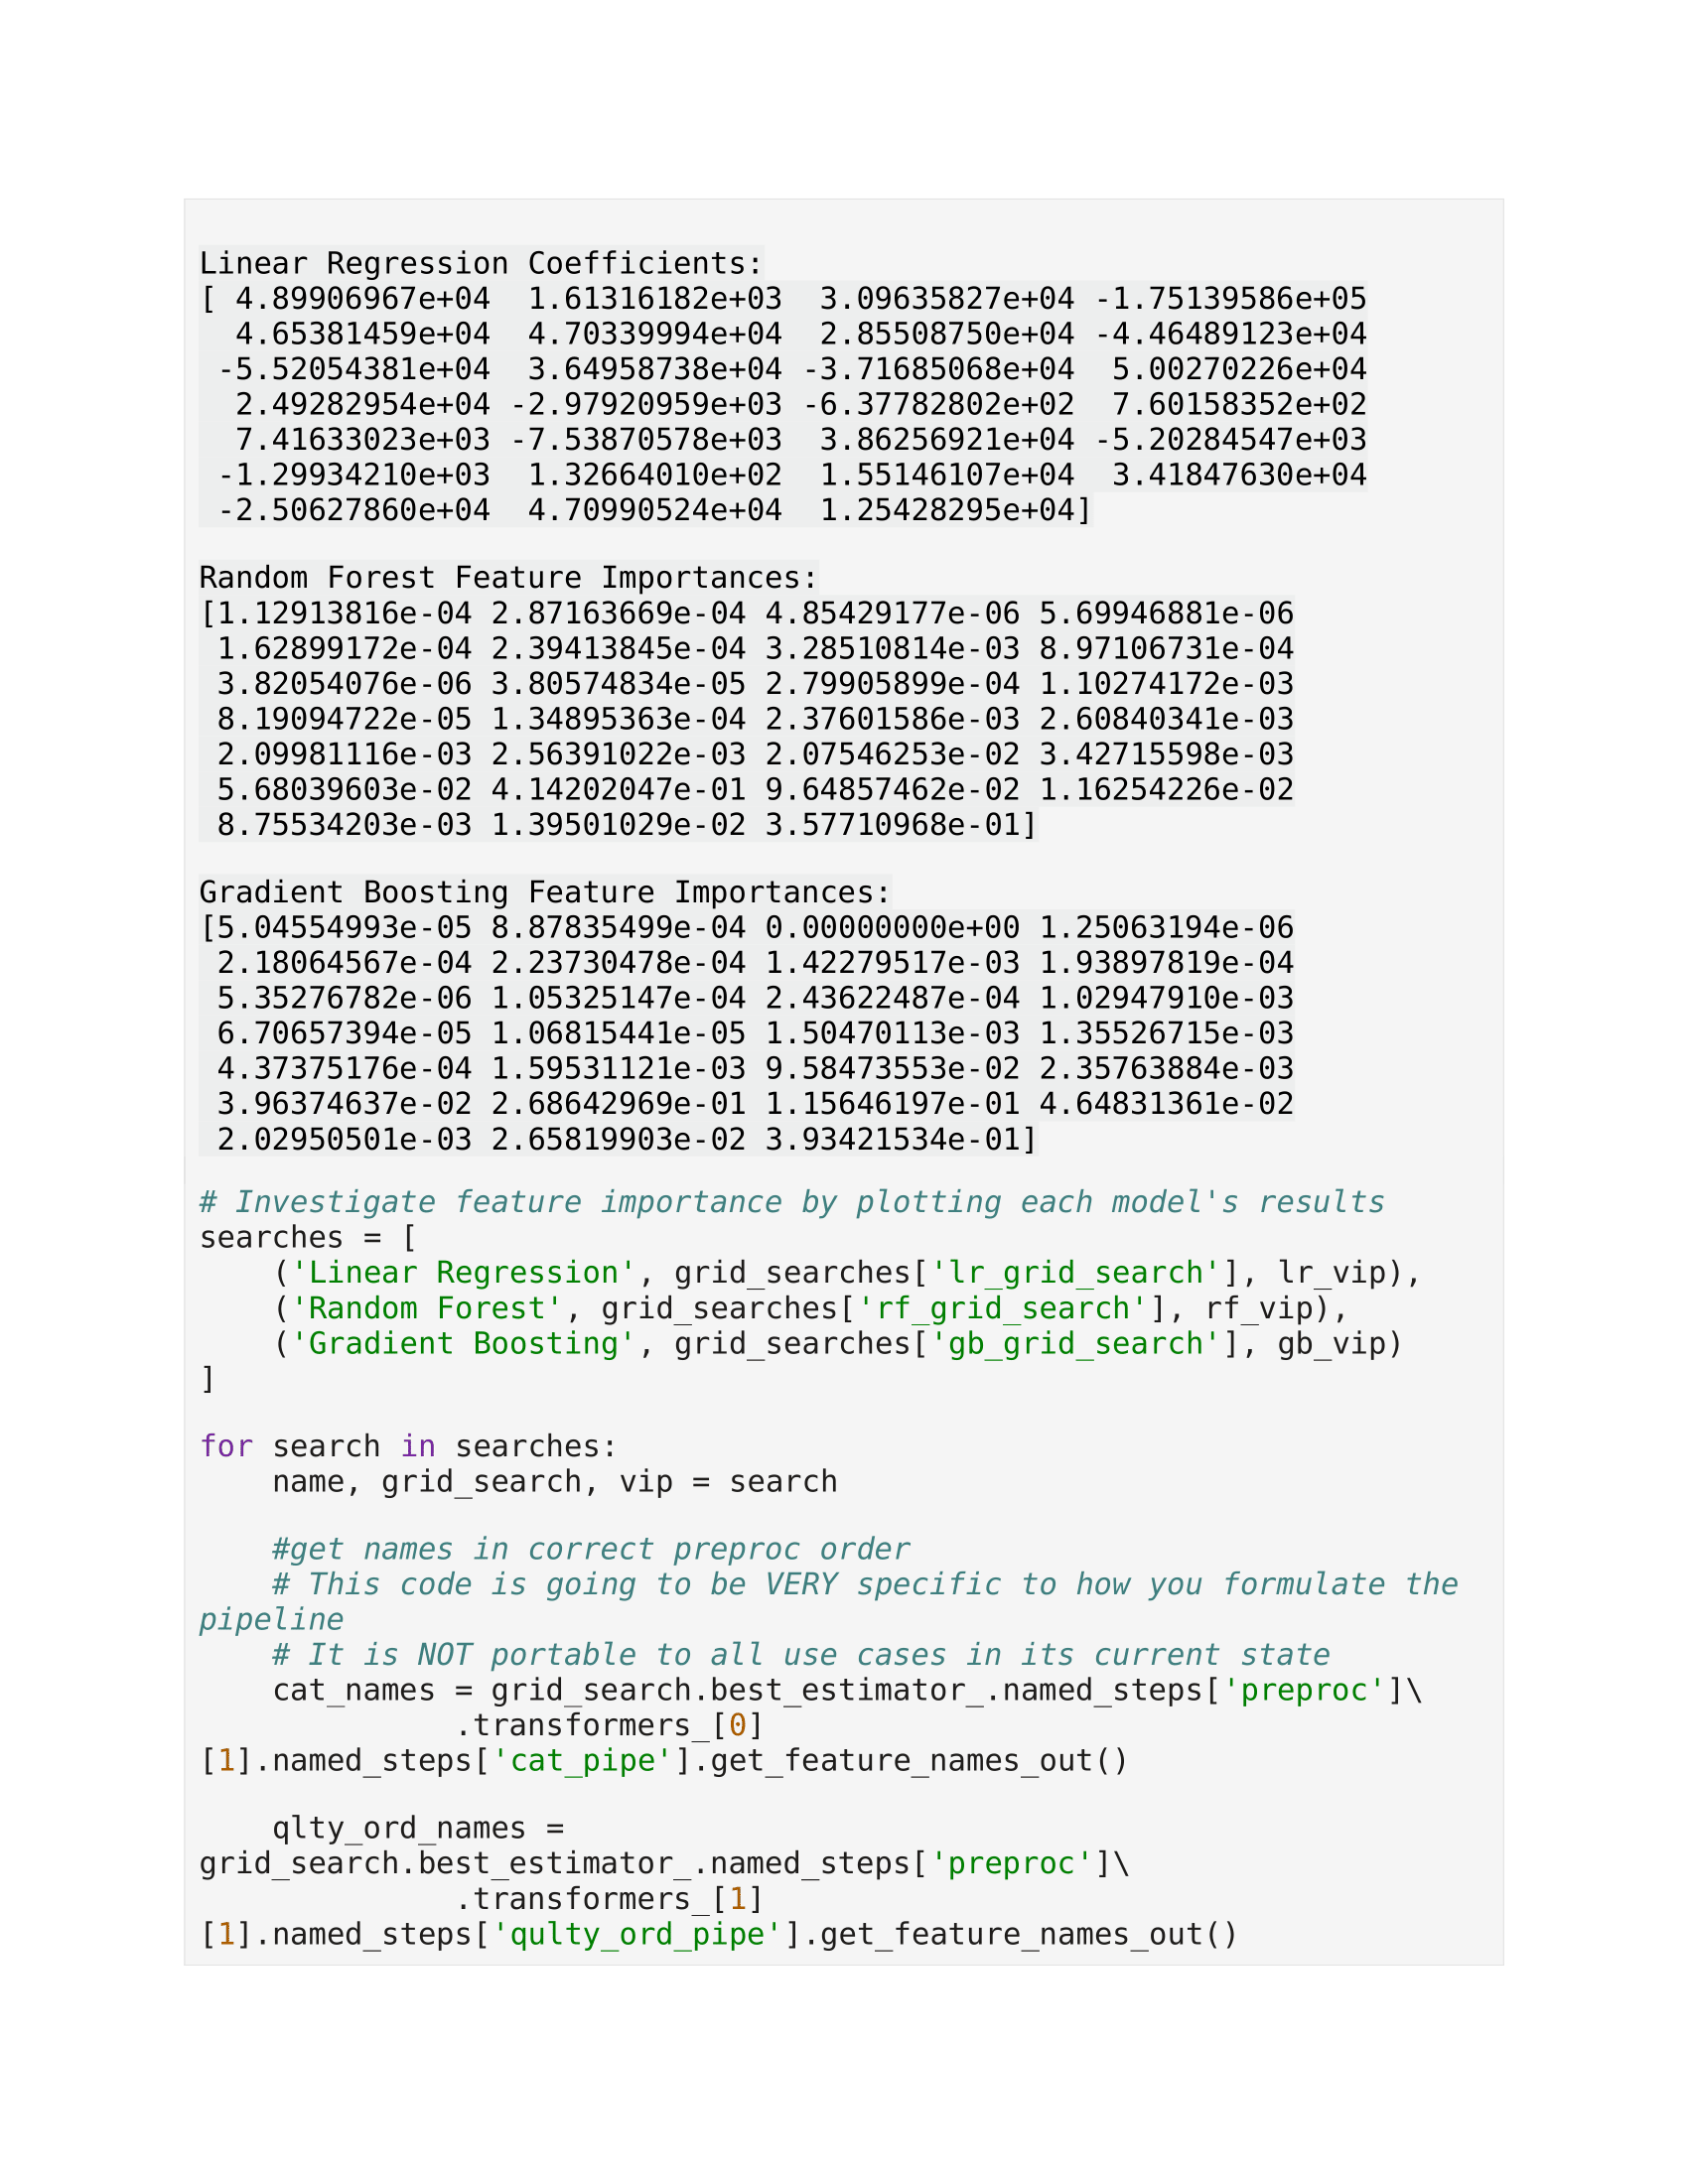 Linear Regression Coefficients:
[ 4.89906967e+04  1.61316182e+03  3.09635827e+04 -1.75139586e+05
  4.65381459e+04  4.70339994e+04  2.85508750e+04 -4.46489123e+04
 -5.52054381e+04  3.64958738e+04 -3.71685068e+04  5.00270226e+04
  2.49282954e+04 -2.97920959e+03 -6.37782802e+02  7.60158352e+02
  7.41633023e+03 -7.53870578e+03  3.86256921e+04 -5.20284547e+03
 -1.29934210e+03  1.32664010e+02  1.55146107e+04  3.41847630e+04
 -2.50627860e+04  4.70990524e+04  1.25428295e+04]

Random Forest Feature Importances:
[1.12913816e-04 2.87163669e-04 4.85429177e-06 5.69946881e-06
 1.62899172e-04 2.39413845e-04 3.28510814e-03 8.97106731e-04
 3.82054076e-06 3.80574834e-05 2.79905899e-04 1.10274172e-03
 8.19094722e-05 1.34895363e-04 2.37601586e-03 2.60840341e-03
 2.09981116e-03 2.56391022e-03 2.07546253e-02 3.42715598e-03
 5.68039603e-02 4.14202047e-01 9.64857462e-02 1.16254226e-02
 8.75534203e-03 1.39501029e-02 3.57710968e-01]

Gradient Boosting Feature Importances:
[5.04554993e-05 8.87835499e-04 0.00000000e+00 1.25063194e-06
 2.18064567e-04 2.23730478e-04 1.42279517e-03 1.93897819e-04
 5.35276782e-06 1.05325147e-04 2.43622487e-04 1.02947910e-03
 6.70657394e-05 1.06815441e-05 1.50470113e-03 1.35526715e-03
 4.37375176e-04 1.59531121e-03 9.58473553e-02 2.35763884e-03
 3.96374637e-02 2.68642969e-01 1.15646197e-01 4.64831361e-02
 2.02950501e-03 2.65819903e-02 3.93421534e-01]

# Investigate feature importance by plotting each model's results
searches = [
    ('Linear Regression', grid_searches['lr_grid_search'], lr_vip),
    ('Random Forest', grid_searches['rf_grid_search'], rf_vip),
    ('Gradient Boosting', grid_searches['gb_grid_search'], gb_vip)
]

for search in searches:
    name, grid_search, vip = search

    #get names in correct preproc order
    # This code is going to be VERY specific to how you formulate the
pipeline
    # It is NOT portable to all use cases in its current state
    cat_names = grid_search.best_estimator_.named_steps['preproc']\
              .transformers_[0]
[1].named_steps['cat_pipe'].get_feature_names_out()

    qlty_ord_names =
grid_search.best_estimator_.named_steps['preproc']\
              .transformers_[1]
[1].named_steps['qulty_ord_pipe'].get_feature_names_out()